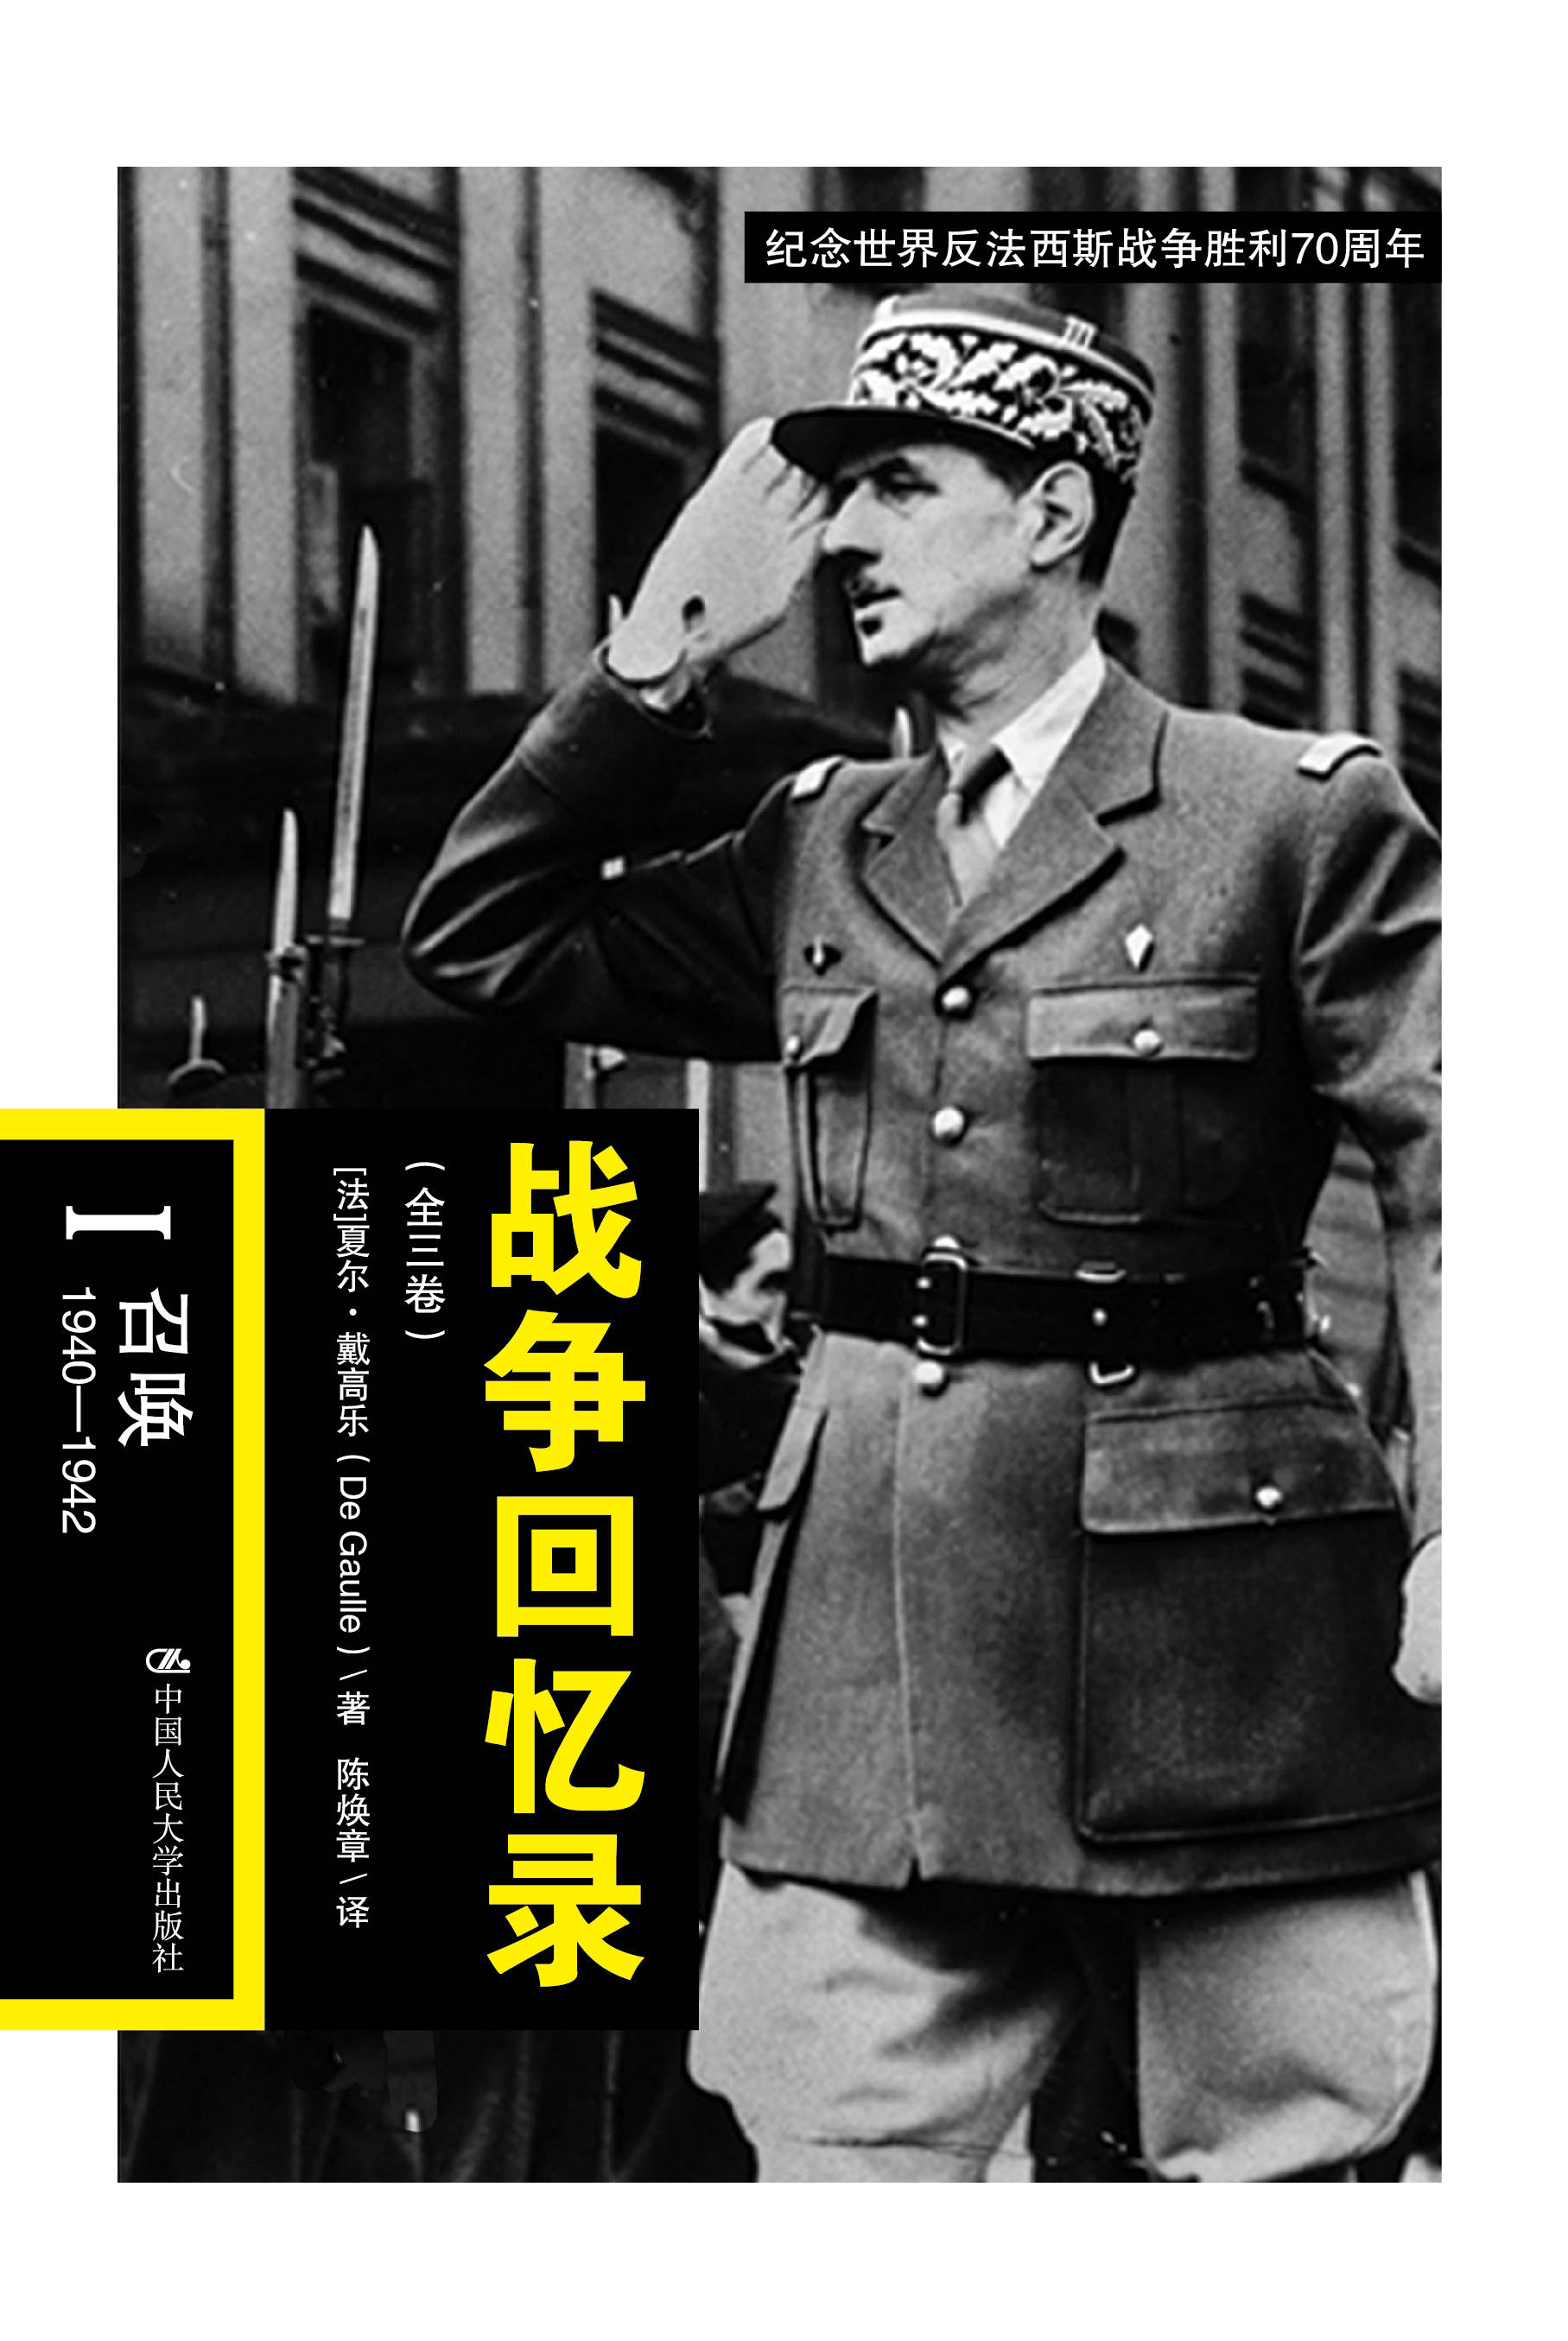 纪念世界反法西斯战争胜利70周年
战争回忆录
(全三卷)
[法]夏尔·戴高乐(De Gaulle)\著 陈焕章\译
I 召唤
1940—1942
中国人民大学出版社